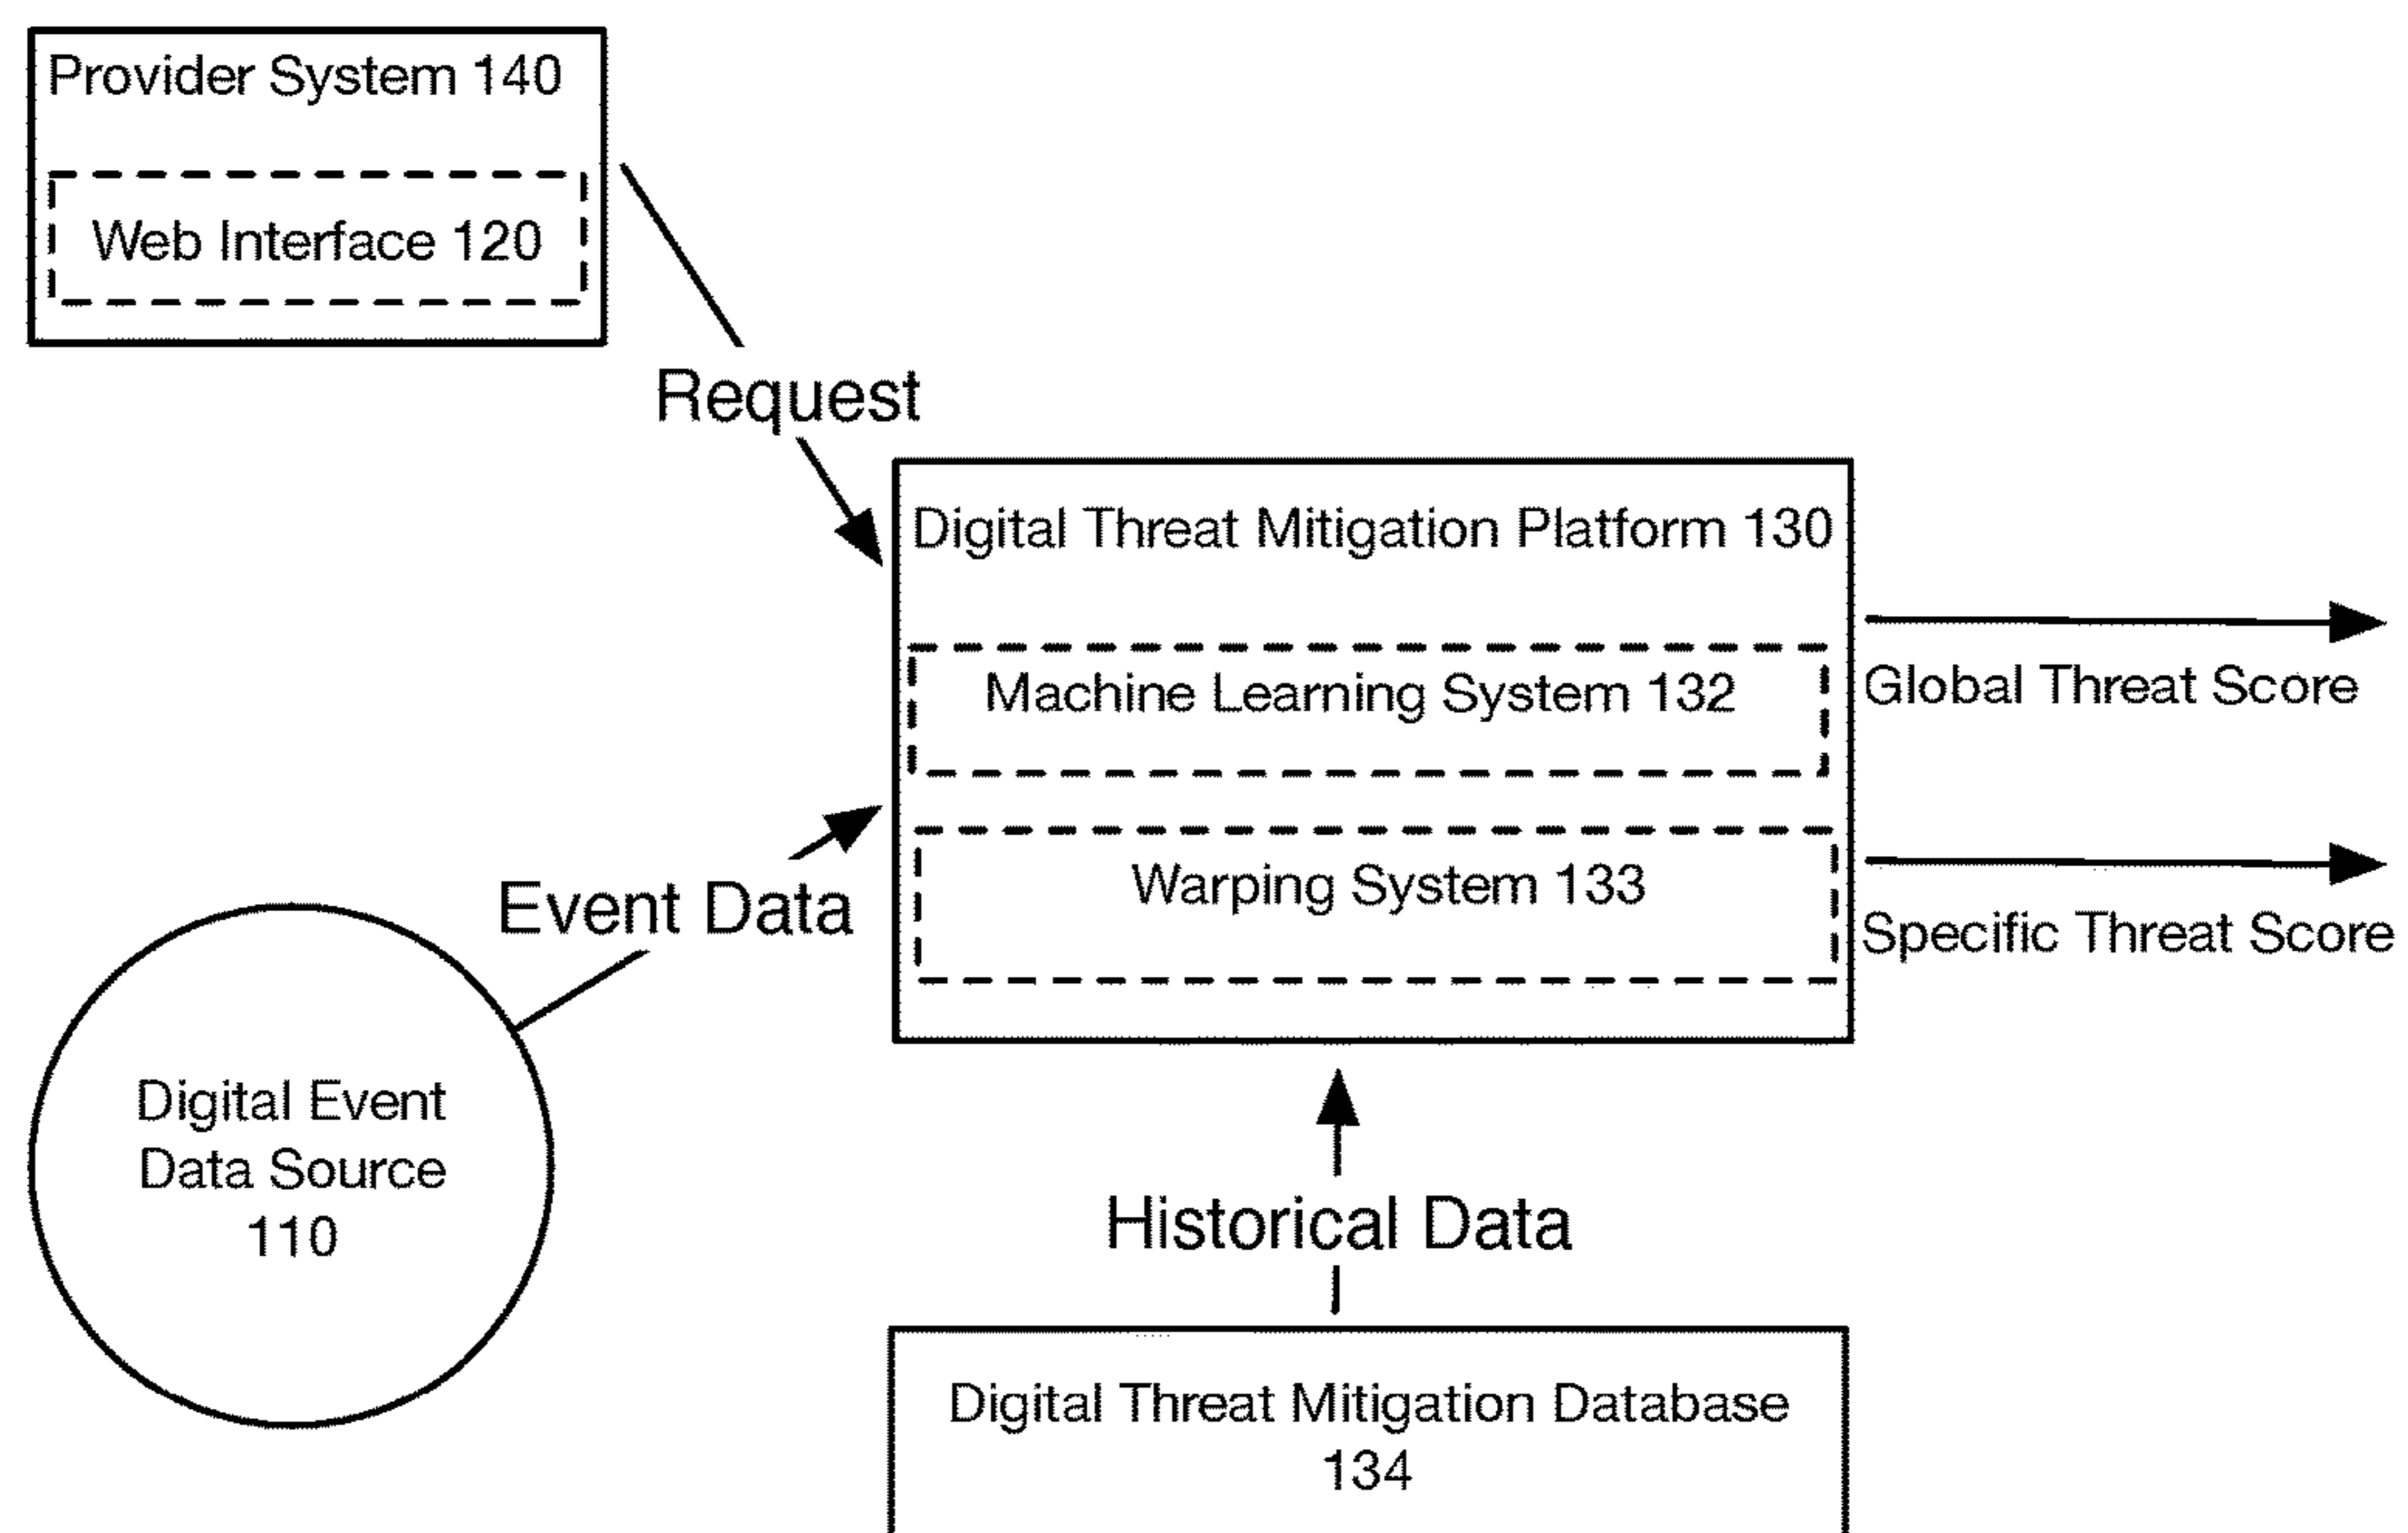 Provider System 140
Web Interface 120
Request
Digital Threat Mitigation Platform 130
Machine Learning System 132
Global Threat Score
Warping System 133
Specific Threat Score
Event Data
Digital Event
Data Source
110
Historical Data
Digital Threat Mitigation Database
134